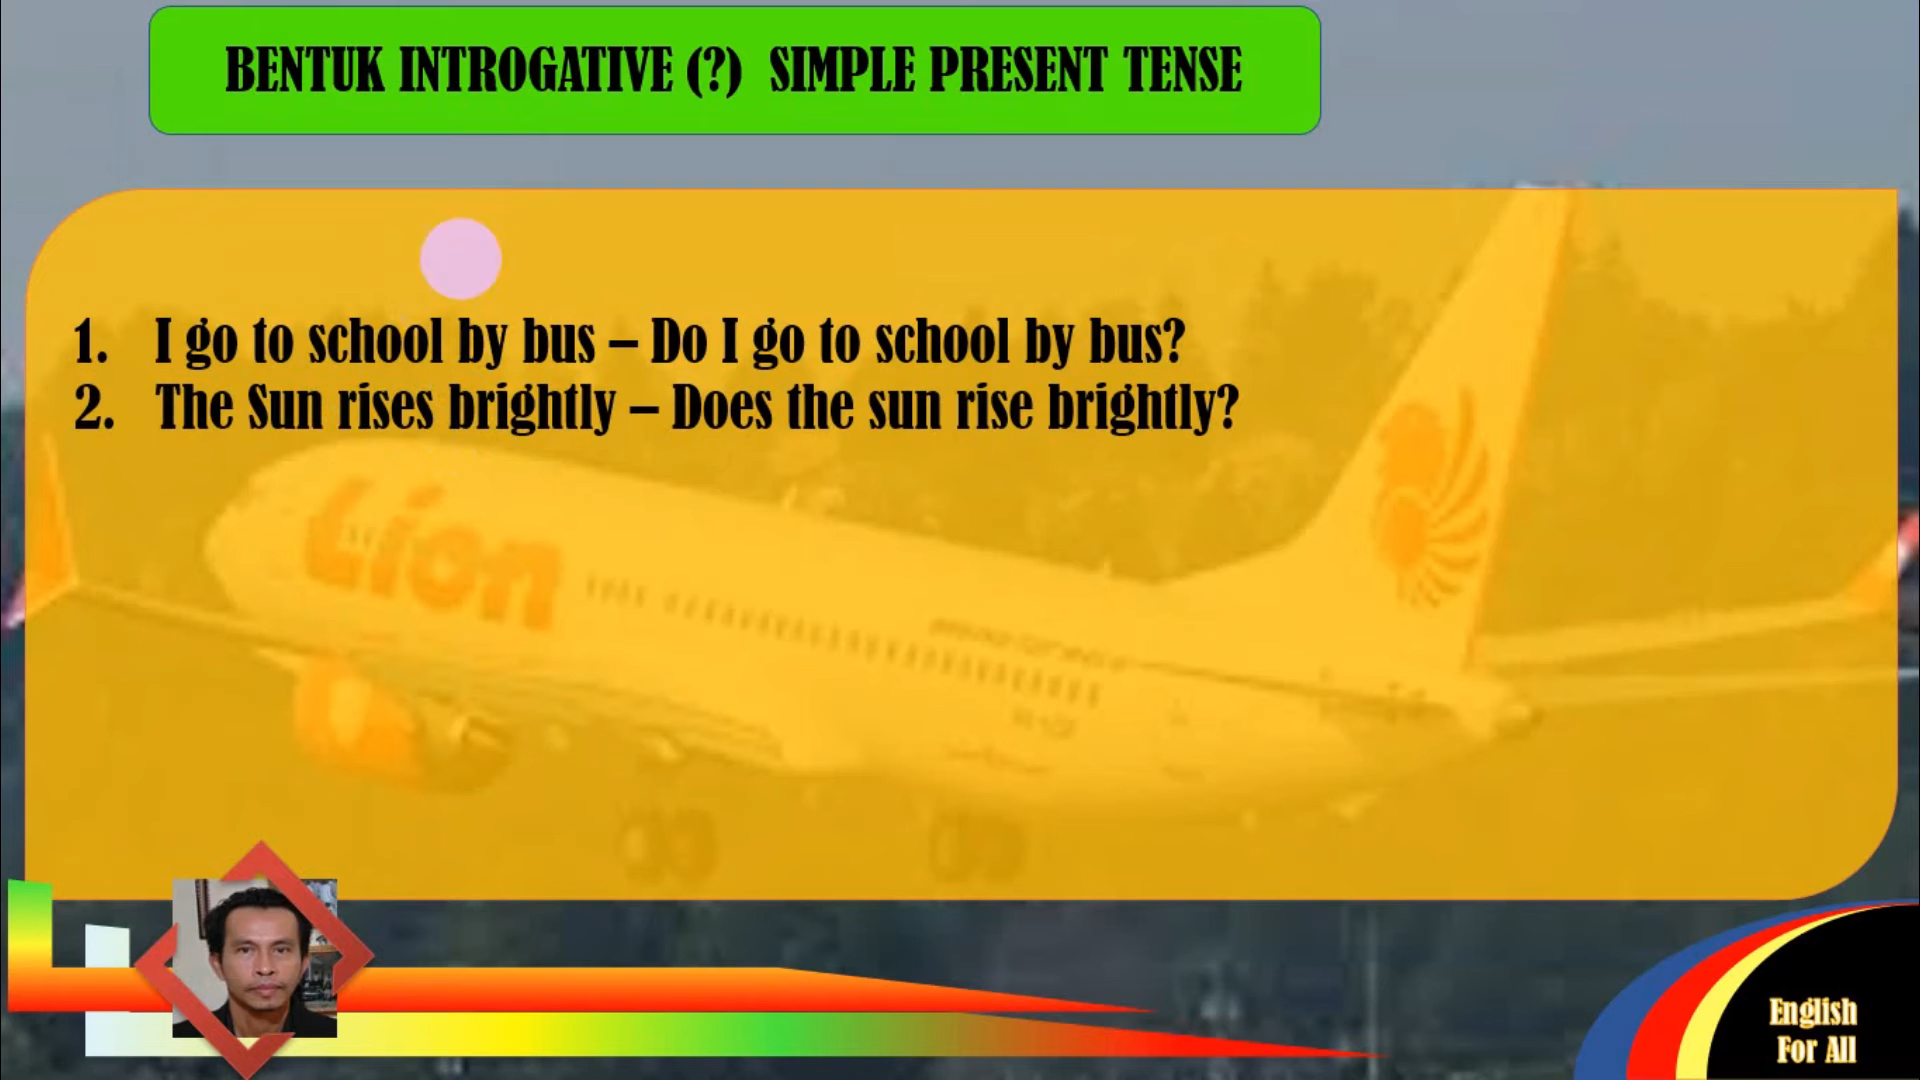 BENTUK INTROGATIVE (?) SIMPLE PRESENT TENSE
1. I go to school by bus – Do I go to school by bus?
2. The Sun rises brightly – Does the sun rise brightly?
Lion
English
For All